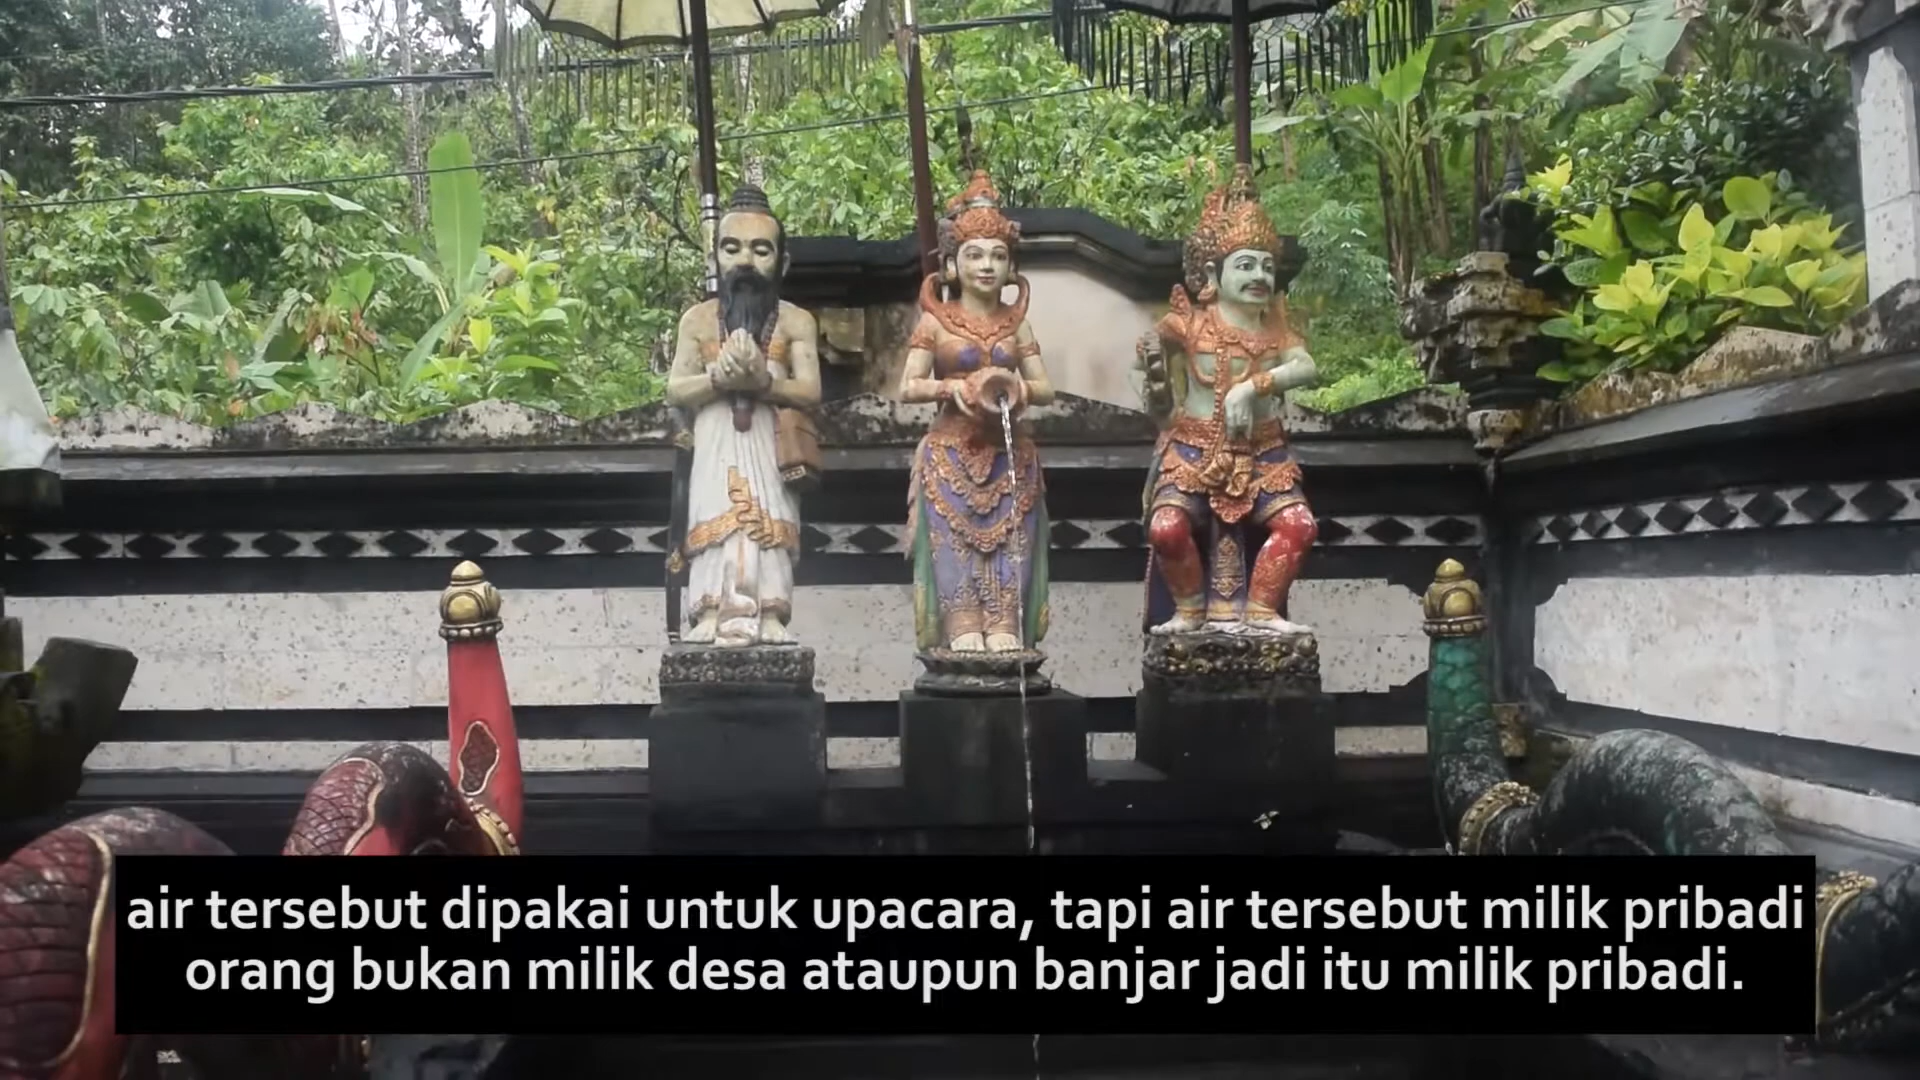 air tersebut dipakai untuk upacara, tapi air tersebut milik pribadi
orang bukan milik desa ataupun banjar jadi itu milik pribadi.